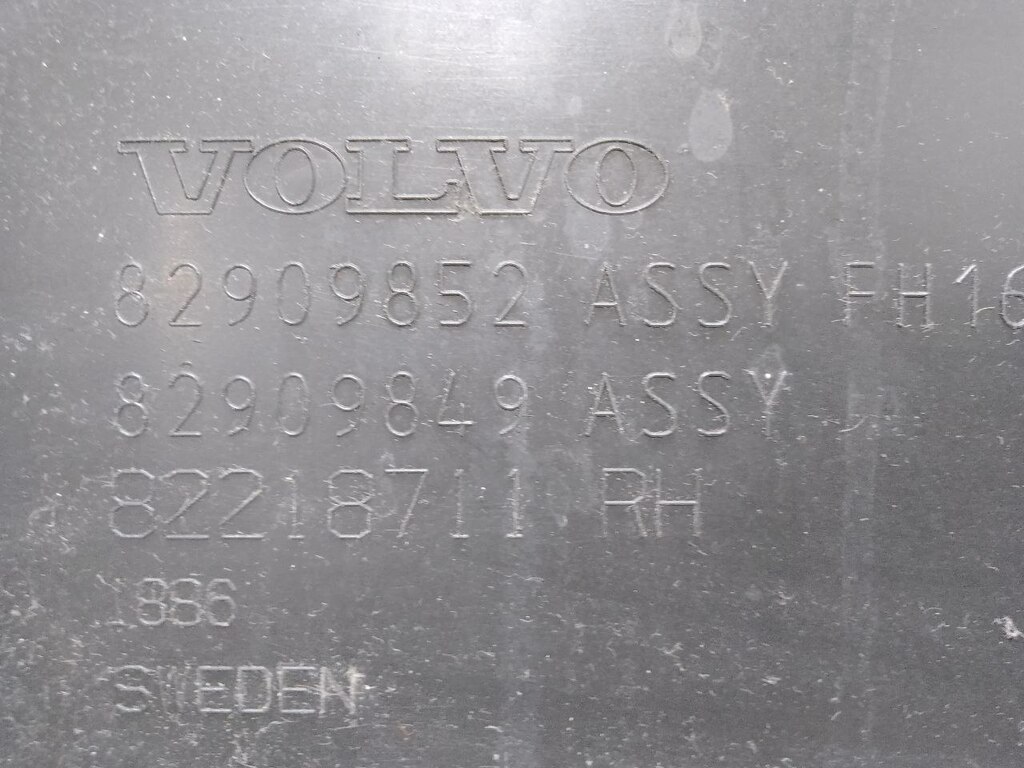 VOLVO
82909852 ASSY FH16
82909849 ASSY
82218711 RH
1886
SWEDEN